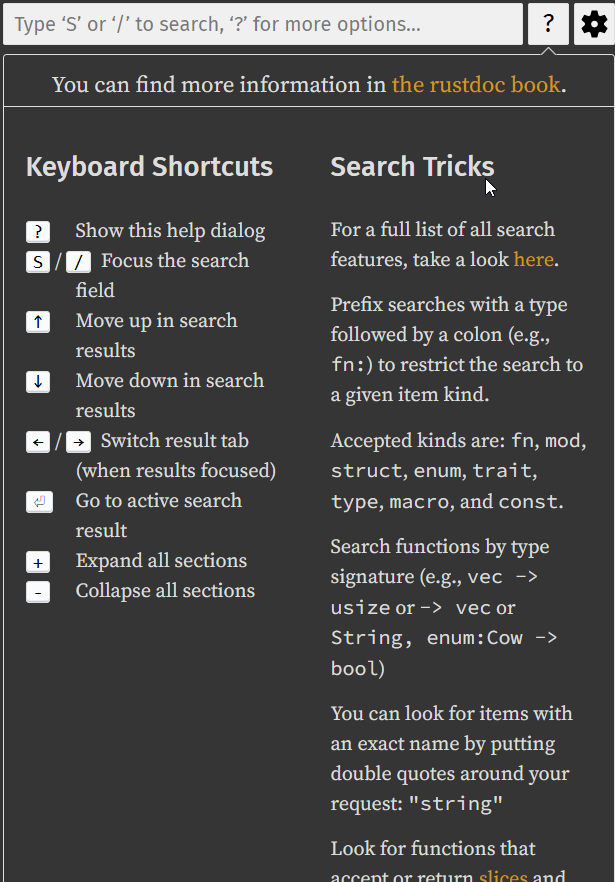 Type ‘S’ or ‘/’ to search, ‘?’ for more options…
?
You can find more information in the rustdoc book.
Keyboard Shortcuts
? Show this help dialog
S / / Focus the search
field
↑ Move up in search
results
↓ Move down in search
results
← / → Switch result tab
(when results focused)
⏎ Go to active search
result
+ Expand all sections
- Collapse all sections
Search Tricks
For a full list of all search
features, take a look here.
Prefix searches with a type
followed by a colon (e.g.,
fn:) to restrict the search to
a given item kind.
Accepted kinds are: fn, mod,
struct, enum, trait,
type, macro, and const.
Search functions by type
signature (e.g., vec ->
usize or -> vec or
String, enum:Cow ->
bool)
You can look for items with
an exact name by putting
double quotes around your
request: "string"
Look for functions that
accept or return slices and